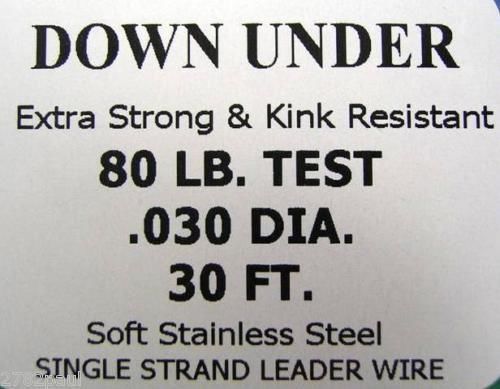 DOWN UNDER
Extra Strong & Kink Resistant
80 LB. TEST
.030 DIA.
30 FT.
Soft Stainless Steel
SINGLE STRAND LEADER WIRE
2762paul